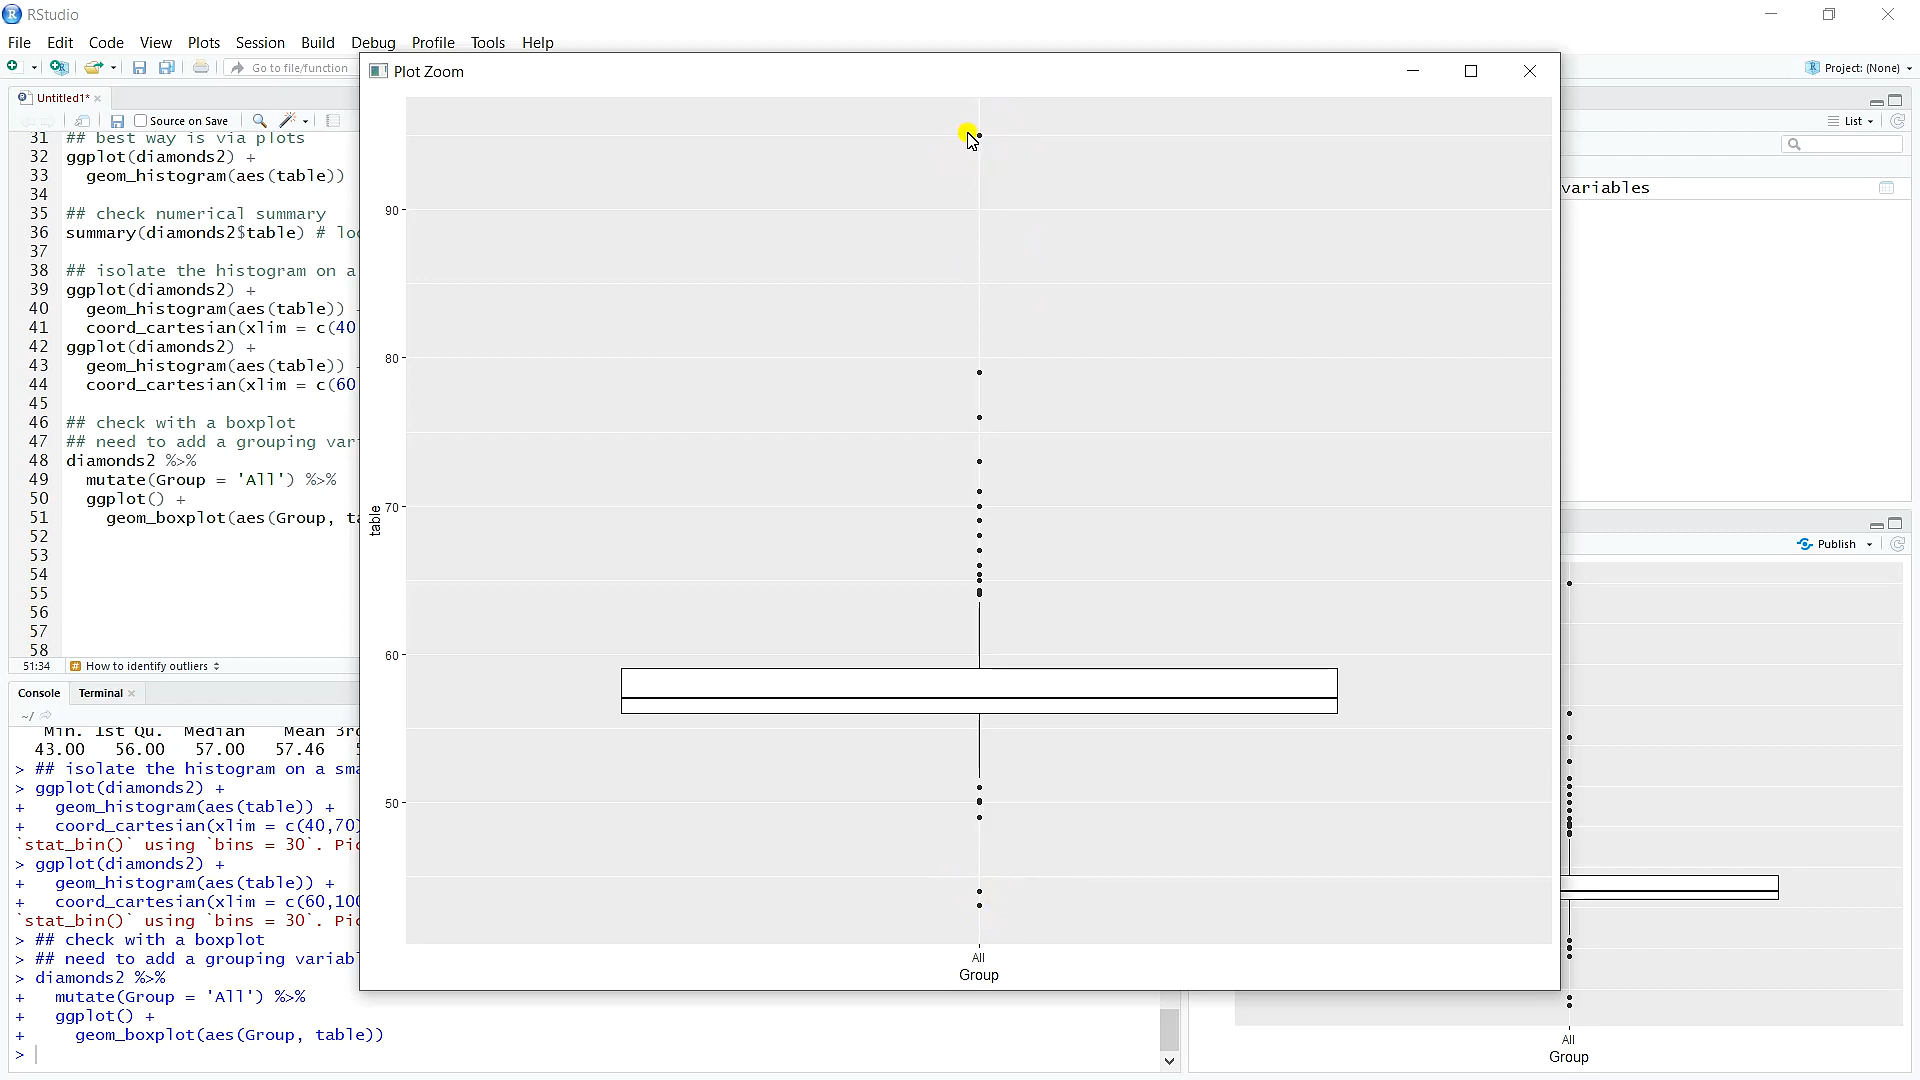 RStudio
File Edit Code View Plots Session Build Debug Profile Tools Help
Go to file/function
Project: (None)
Untitled1*
Source on Save
31 ## best way is via plots
32 ggplot(diamonds2) +
33 geom_histogram(aes(table))
34
35 ## check numerical summary
36 summary(diamonds2$table) #
37
38 ## isolate the histogram on a
39 ggplot(diamonds2) +
40 geom_histogram(aes(table))
41 coord_cartesian(xlim = c(40
42 ggplot(diamonds2) +
43 geom_histogram(aes(table))
44 coord_cartesian(xlim = c(60
45
46 ## check with a boxplot
47 ## need to add a grouping var
48 diamonds2 %>%
49 mutate(Group = 'All') %>%
50 ggplot() +
51 geom_boxplot(aes(Group, ta
52
53
54
55
56
57
58
51:34 # How to identify outliers
Console Terminal
~/
Min. 1st Qu. Median Mean 3r
43.00 56.00 57.00 57.46
> ## isolate the histogram on a sma
> ggplot(diamonds2) +
+ geom_histogram(aes(table)) +
+ coord_cartesian(xlim = c(40,70)
`stat_bin()` using `bins = 30`. Pic
> ggplot(diamonds2) +
+ geom_histogram(aes(table)) +
+ coord_cartesian(xlim = c(60,100
`stat_bin()` using `bins = 30`. Pic
> ## check with a boxplot
> ## need to add a grouping variab
> diamonds2 %>%
+ mutate(Group = 'All') %>%
+ ggplot() +
+ geom_boxplot(aes(Group, table))
>
Plot Zoom
90
80
70
60
50
table
All
Group
List
variables
Publish
All
Group